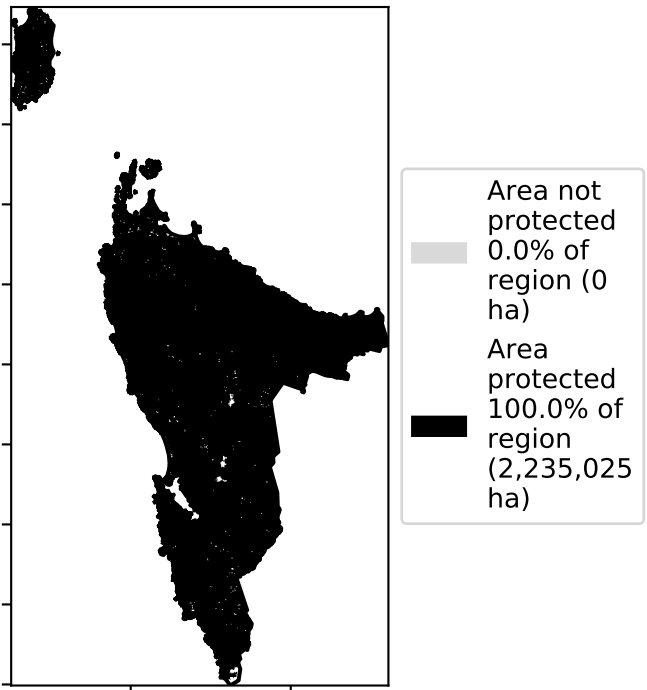 Area not
protected
0.0% of
region (0
ha)
Area
protected
100.0% of
region
(2,235,025
ha)